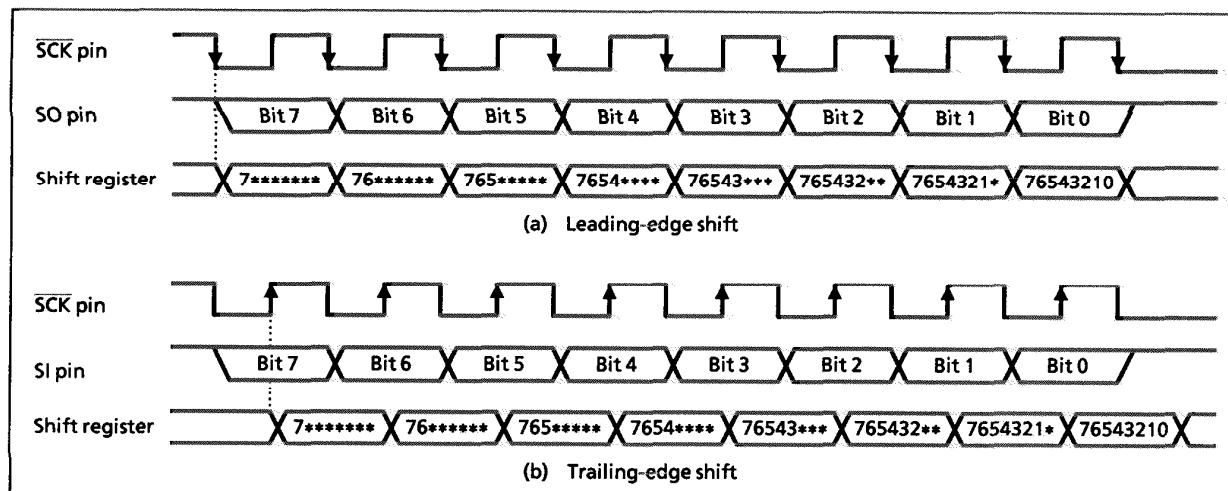 SCK pin
SO pin Bit 7 Bit 6 Bit 5 Bit 4 Bit 3 Bit 2 Bit 1 Bit 0
Shift register 7******* 76****** 765***** 7654**** 76543*** 765432** 7654321* 76543210
(a) Leading-edge shift
SCK pin
SI pin Bit 7 Bit 6 Bit 5 Bit 4 Bit 3 Bit 2 Bit 1 Bit 0
Shift register 7******* 76****** 765***** 7654**** 76543*** 765432** 7654321* 76543210
(b) Trailing-edge shift